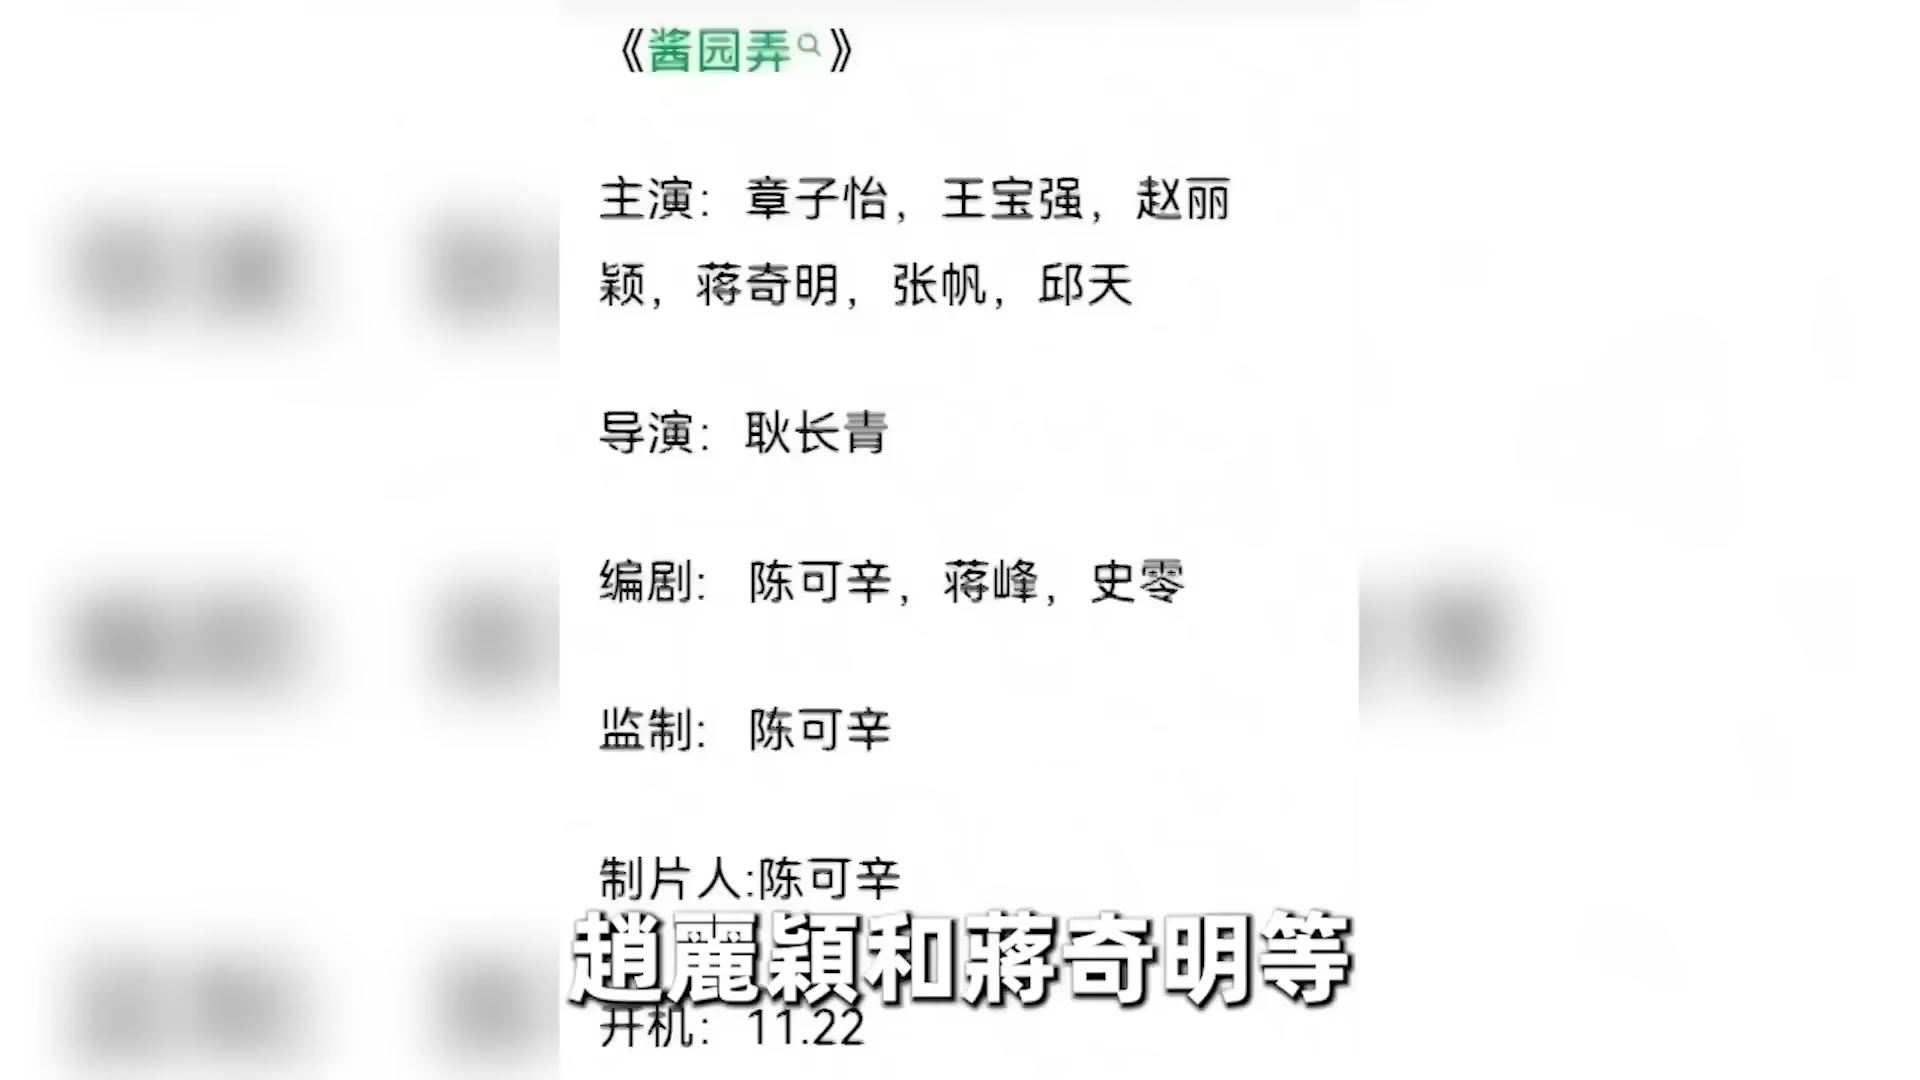 《酱园弄》
主演：章子怡，王宝强，赵丽
颖，蒋奇明，张帆，邱天
导演：耿长青
编剧：陈可辛，蒋峰，史零
监制：陈可辛
制片人:陈可辛
趙麗穎和蔣奇明等
开机：11.22